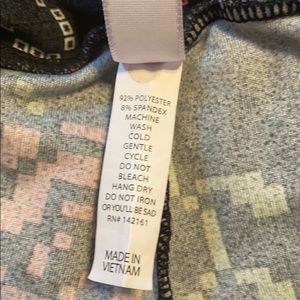 92% POLYESTER
8% SPANDEX
MACHINE
WASH
COLD
GENTLE
CYCLE
DO NOT
BLEACH
HANG DRY
DO NOT IRON
OR YOU'LL BE SAD
RN# 142161
MADE IN
VIETNAM